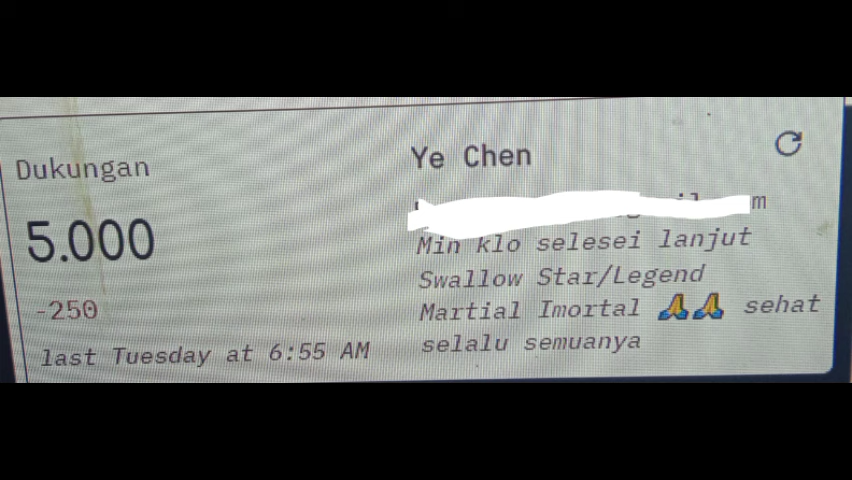 Dukungan
5.000
-250
last Tuesday at 6:55 AM
Ye Chen
Min klo selesei lanjut
Swallow Star/Legend
Martial Imortal 🙏🙏 sehat
selalu semuanya